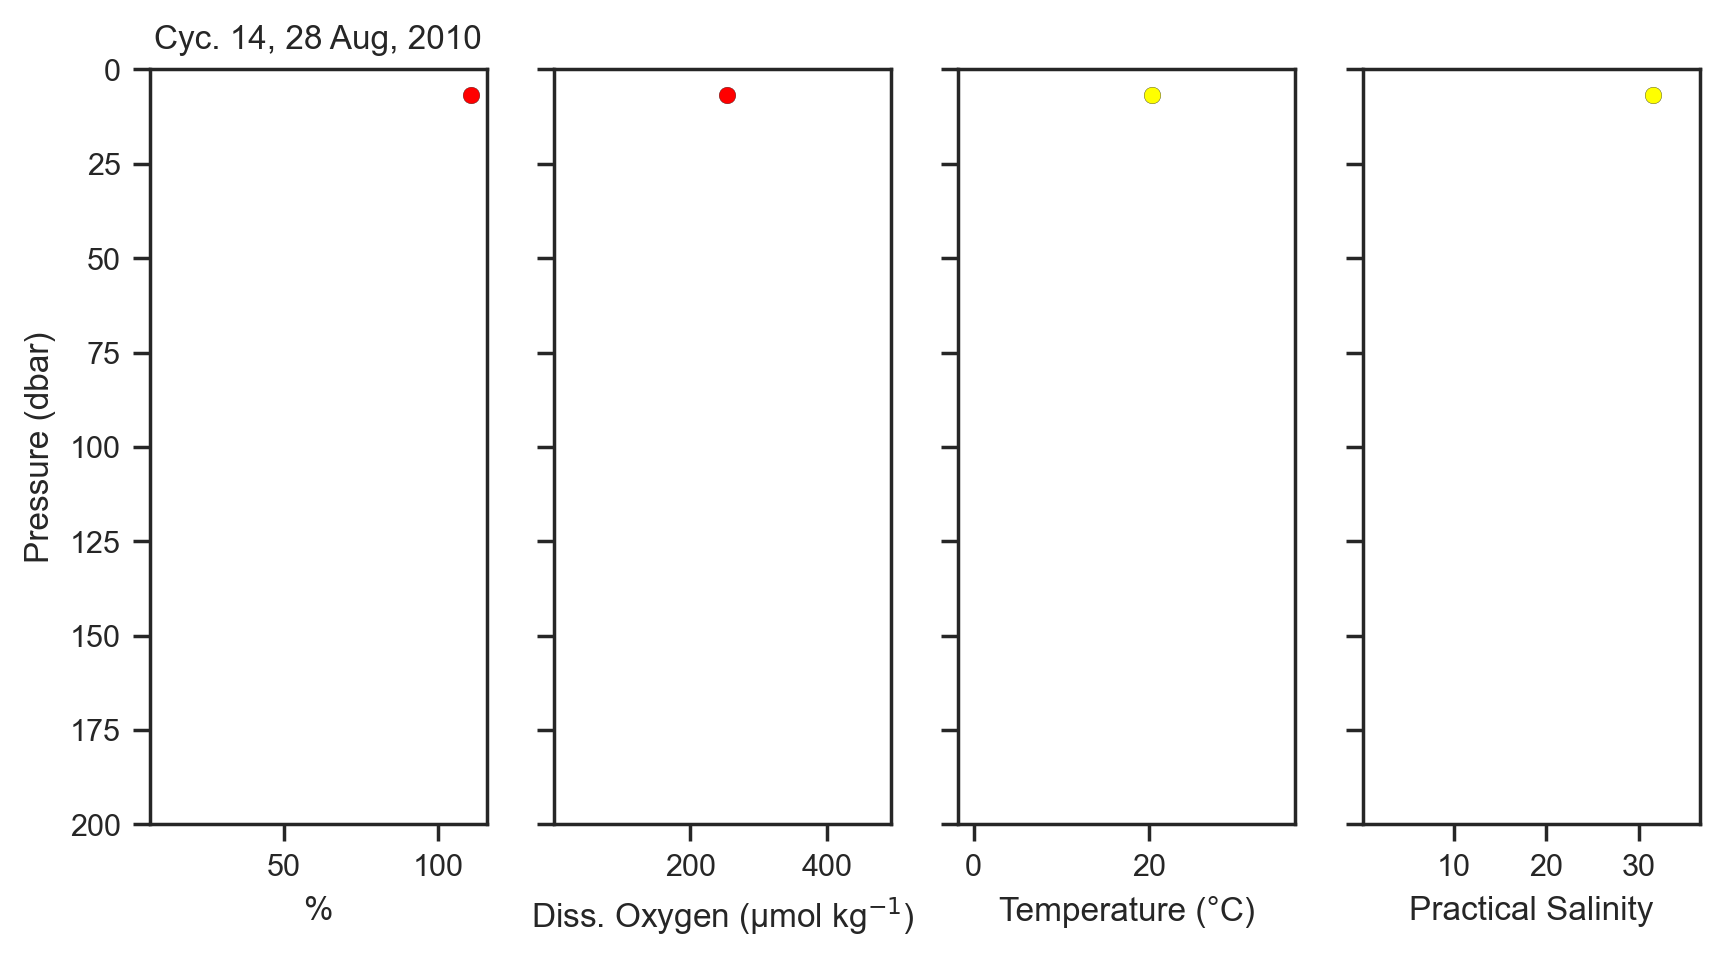 Cyc. 14, 28 Aug, 2010
0
25
50
75
100
125
150
175
200
Pressure (dbar)
50 100
%
200 400
Diss. Oxygen (µmol kg⁻¹)
0 20
Temperature (°C)
10 20 30
Practical Salinity